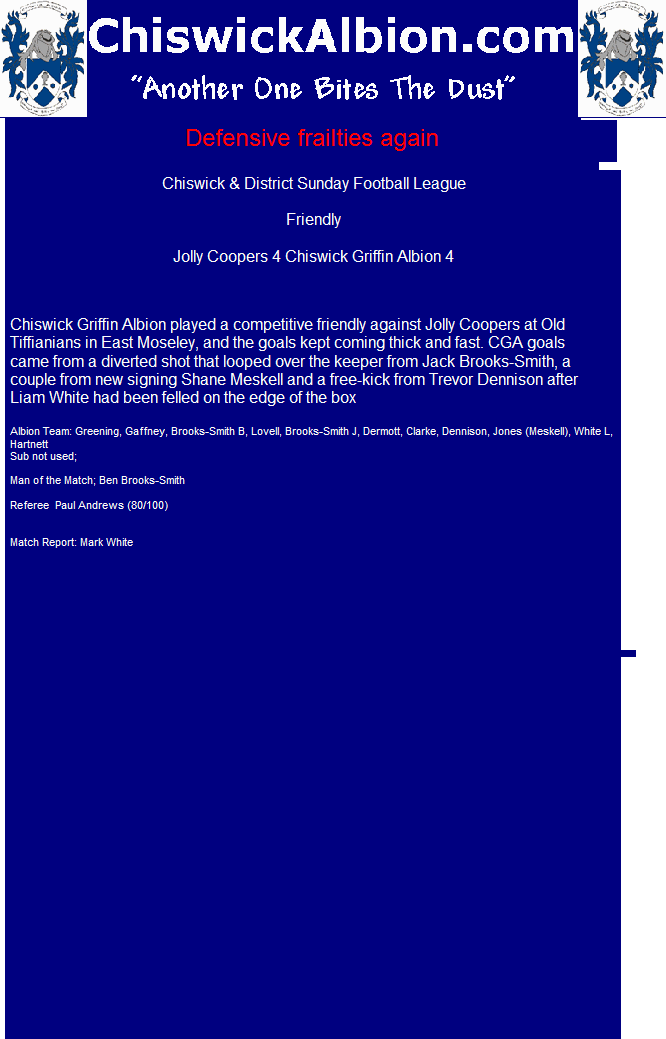 ChiswickAlbion.com
"Another One Bites The Dust"
Defensive frailties again
Chiswick & District Sunday Football League
Friendly
Jolly Coopers 4 Chiswick Griffin Albion 4
Chiswick Griffin Albion played a competitive friendly against Jolly Coopers at Old
Tiffianians in East Moseley, and the goals kept coming thick and fast. CGA goals
came from a diverted shot that looped over the keeper from Jack Brooks-Smith, a
couple from new signing Shane Meskell and a free-kick from Trevor Dennison after
Liam White had been felled on the edge of the box
Albion Team: Greening, Gaffney, Brooks-Smith B, Lovell, Brooks-Smith J, Dermott, Clarke, Dennison, Jones (Meskell), White L,
Hartnett
Sub not used;
Man of the Match; Ben Brooks-Smith
Referee  Paul Andrews (80/100)
Match Report: Mark White